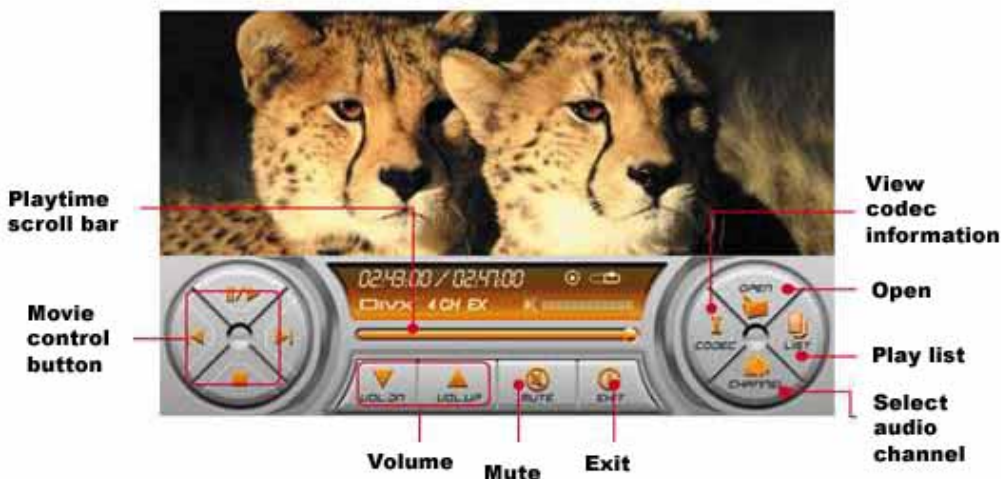 Playtime
scroll bar
Movie
control
button
02:43:00 / 02:47:00
DivX 4 CH EX
VOL.DN
VOL.UP
MUTE
EXIT
OPEN
CODEC
LIST
CHANNEL
View
codec
information
Open
Play list
Select
audio
channel
Volume
Mute
Exit